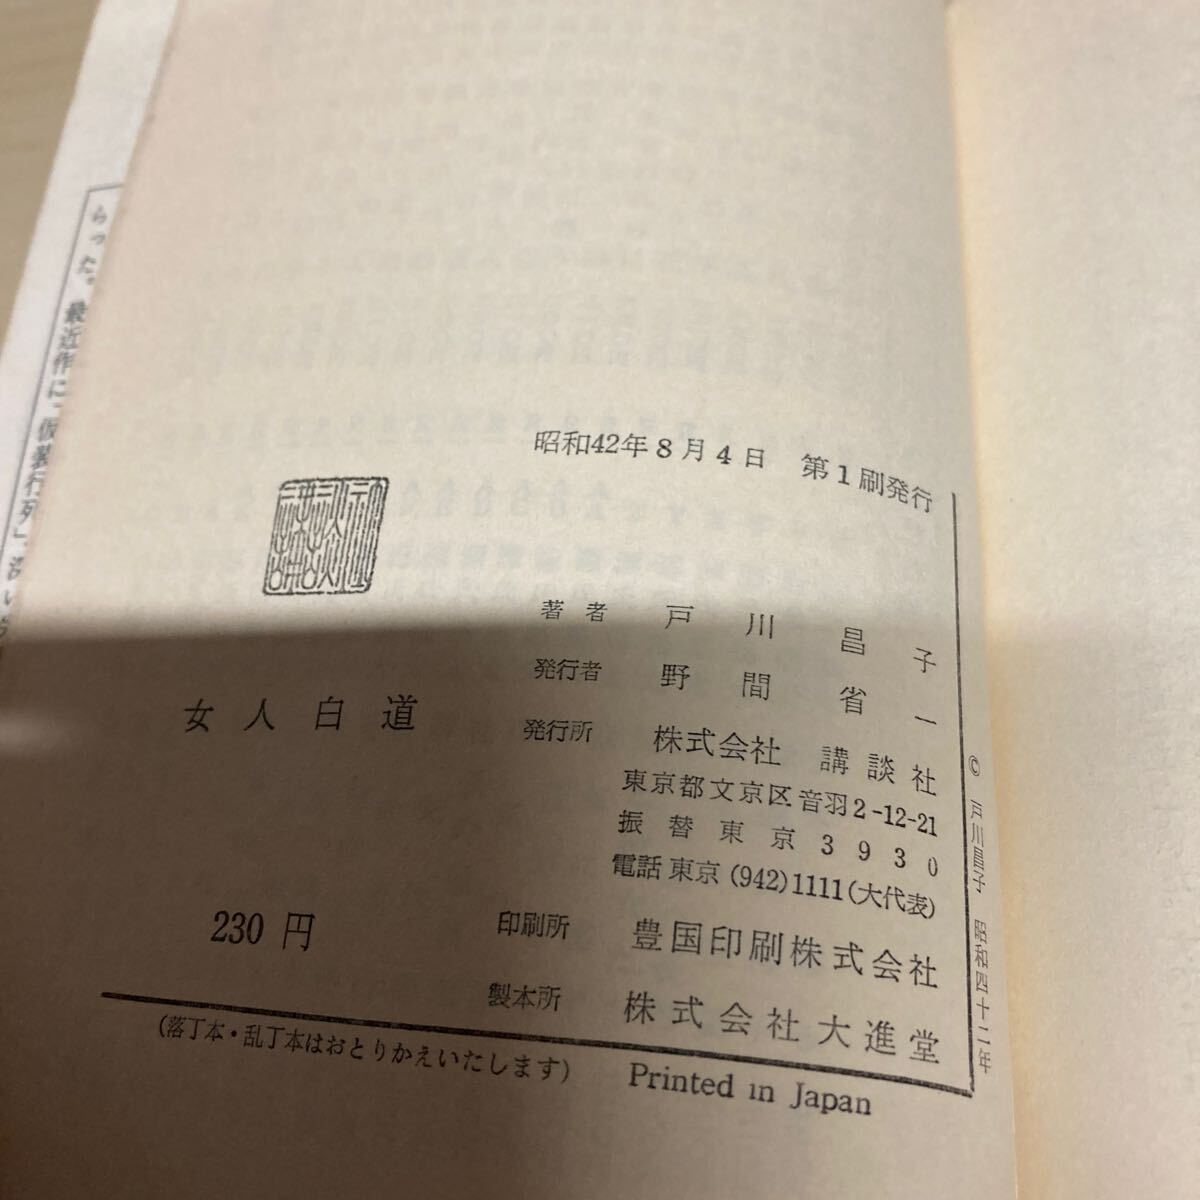 昭和42年8月4日 第1刷発行
著者 戸川昌子
発行者 野間省一
女人白道
発行所 株式会社 講談社
東京都文京区音羽2-12-21
振替東京3930
電話東京(942)1111(大代表)
230円
印刷所 豊国印刷株式会社
製本所 株式会社大進堂
(落丁本・乱丁本はおとりかえいたします)
Printed in Japan
© 戸川昌子 昭和四十二年
らった。最近作に「仮装行列」